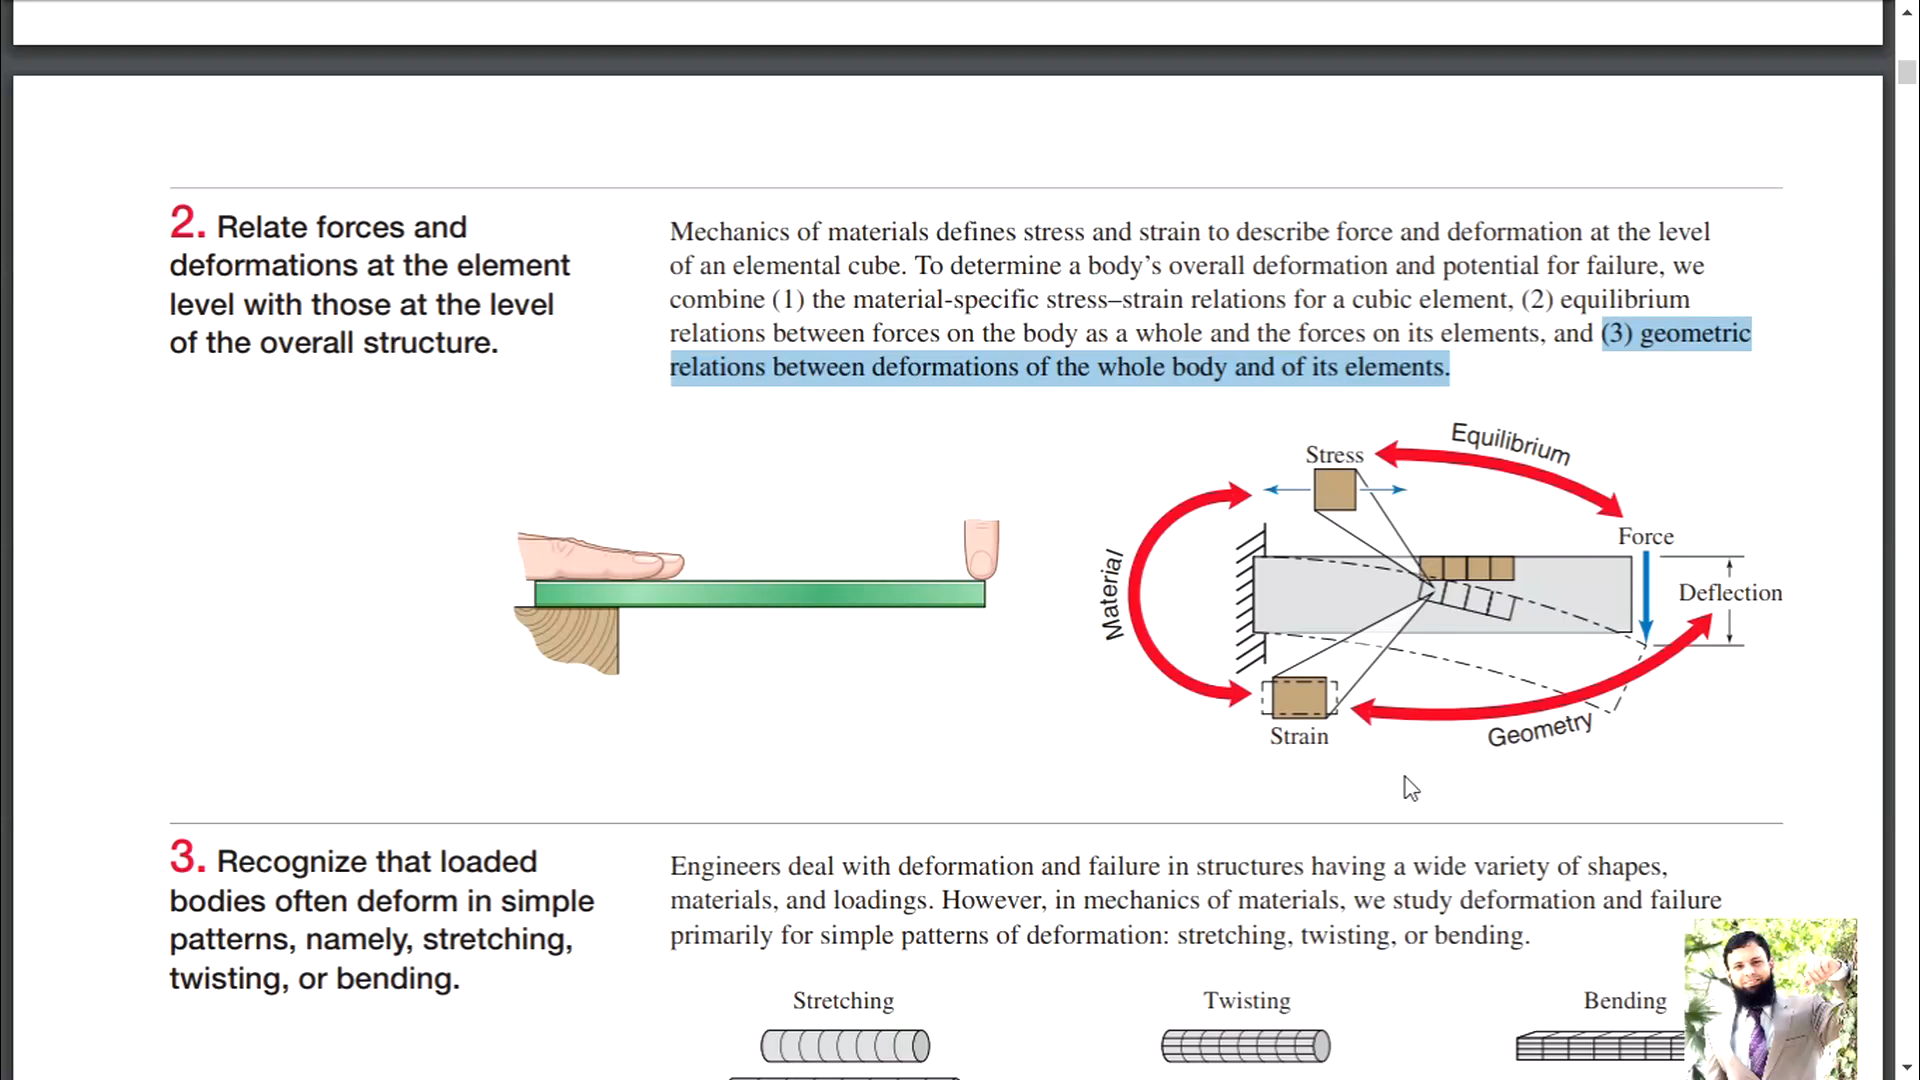 2. Relate forces and
deformations at the element
level with those at the level
of the overall structure.
Mechanics of materials defines stress and strain to describe force and deformation at the level
of an elemental cube. To determine a body’s overall deformation and potential for failure, we
combine (1) the material-specific stress–strain relations for a cubic element, (2) equilibrium
relations between forces on the body as a whole and the forces on its elements, and (3) geometric
relations between deformations of the whole body and of its elements.
Equilibrium
Stress
Force
Material
Deflection
Strain
Geometry
3. Recognize that loaded
bodies often deform in simple
patterns, namely, stretching,
twisting, or bending.
Engineers deal with deformation and failure in structures having a wide variety of shapes,
materials, and loadings. However, in mechanics of materials, we study deformation and failure
primarily for simple patterns of deformation: stretching, twisting, or bending.
Stretching
Twisting
Bending